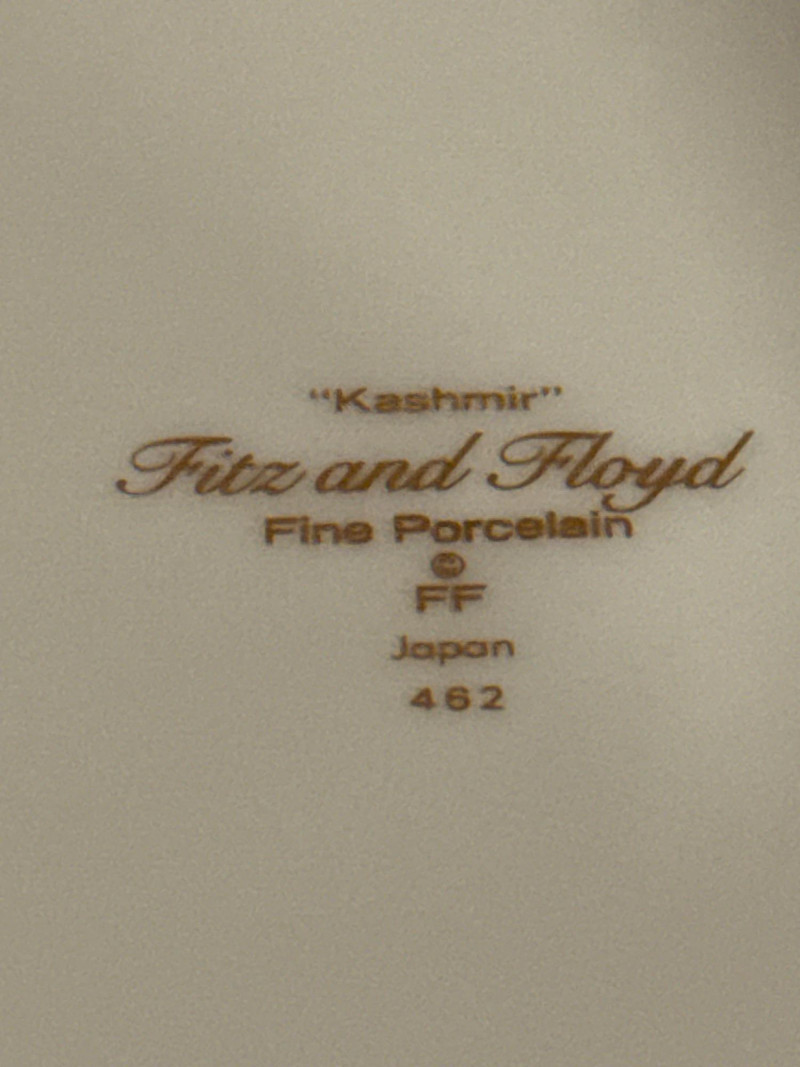 “Kashmir”
Fitz and Floyd
Fine Porcelain
©
FF
Japan
462